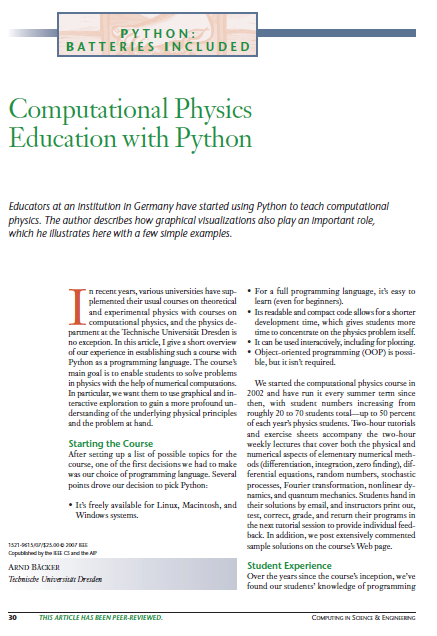 PYTHON:
BATTERIES INCLUDED
Computational Physics
Education with Python
Educators at an institution in Germany have started using Python to teach computational
physics. The author describes how graphical visualizations also play an important role,
which he illustrates here with a few simple examples.
In recent years, various universities have sup-
plemented their usual courses on theoretical
and experimental physics with courses on
computational physics, and the physics de-
partment at the Technische Universität Dresden is
no exception. In this article, I give a short overview
of our experience in establishing such a course with
Python as a programming language. The course's
main goal is to enable students to solve problems
in physics with the help of numerical computations.
In particular, we want them to use graphical and in-
teractive exploration to gain a more profound un-
derstanding of the underlying physical principles
and the problem at hand.
Starting the Course
After setting up a list of possible topics for the
course, one of the first decisions we had to make
was our choice of programming language. Several
points drove our decision to pick Python:
• It's freely available for Linux, Macintosh, and
Windows systems.
1521-9615/07/$25.00 © 2007 IEEE
Copublished by the IEEE CS and the AIP
ARND BÄCKER
Technische Universität Dresden
• For a full programming language, it's easy to
learn (even for beginners).
• Its readable and compact code allows for a shorter
development time, which gives students more
time to concentrate on the physics problem itself.
• It can be used interactively, including for plotting.
• Object-oriented programming (OOP) is possi-
ble, but it isn't required.
We started the computational physics course in
2002 and have run it every summer term since
then, with student numbers increasing from
roughly 20 to 70 students total—up to 50 percent
of each year's physics students. Two-hour tutorials
and exercise sheets accompany the two-hour
weekly lectures that cover both the physical and
numerical aspects of elementary numerical meth-
ods (differentiation, integration, zero finding), dif-
ferential equations, random numbers, stochastic
processes, Fourier transformation, nonlinear dy-
namics, and quantum mechanics. Students hand in
their solutions by email, and instructors print out,
test, correct, grade, and return their programs in
the next tutorial session to provide individual feed-
back. In addition, we post extensively commented
sample solutions on the course's Web page.
Student Experience
Over the years since the course's inception, we've
found our students' knowledge of programming
30 THIS ARTICLE HAS BEEN PEER-REVIEWED. COMPUTING IN SCIENCE & ENGINEERING